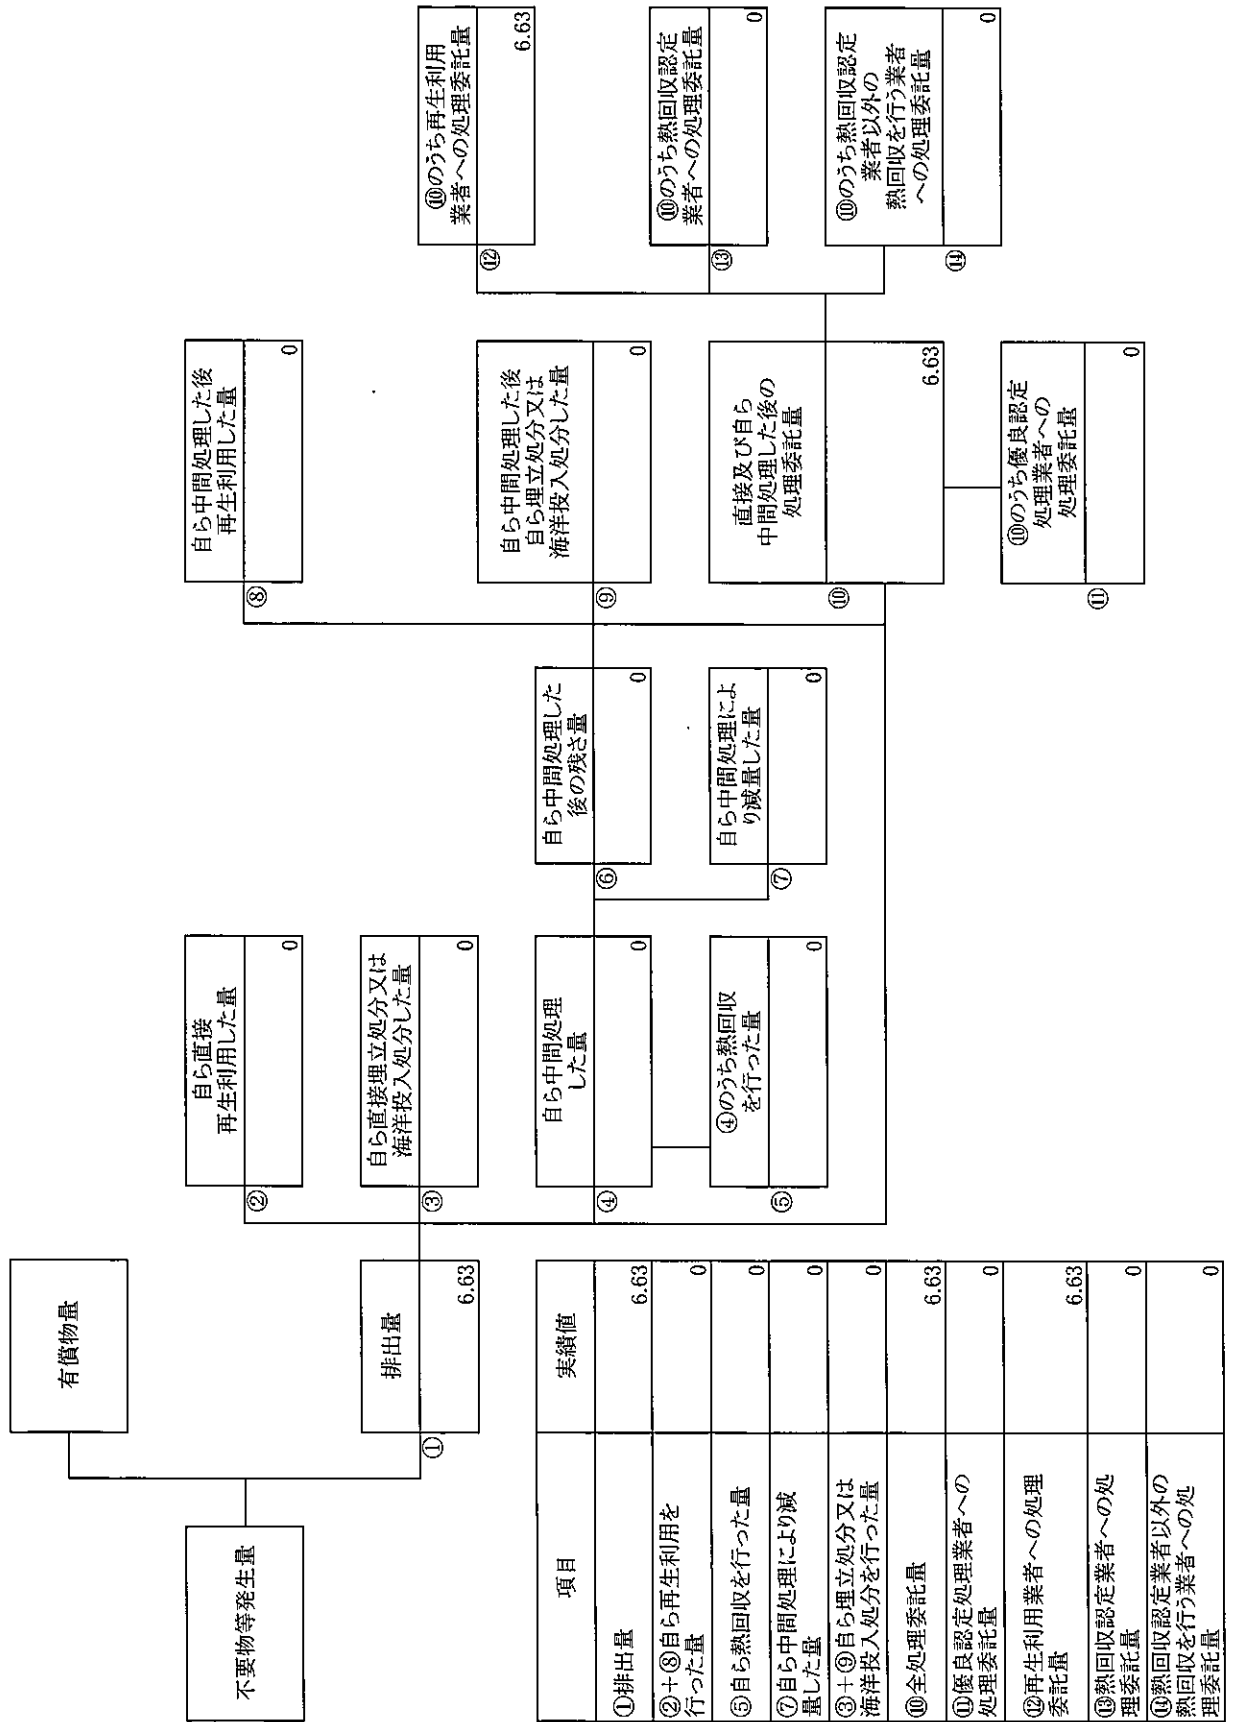 有償物量
不要物等発生量
排出量
①
6.63
自ら直接
再生利用した量
②
0
自ら直接埋立処分又は
海洋投入処分した量
③
0
自ら中間処理
した量
④
0
④のうち熱回収
を行った量
⑤
0
自ら中間処理した
後の残さ量
⑥
0
自ら中間処理によ
り減量した量
⑦
0
自ら中間処理した後
再生利用した量
⑧
0
自ら中間処理した後
自ら埋立処分又は
海洋投入処分した量
⑨
0
直接及び自ら
中間処理した後の
処理委託量
⑩
6.63
⑩のうち優良認定
処理業者への
処理委託量
⑪
0
⑩のうち再生利用
業者への処理委託量
⑫
6.63
⑩のうち熱回収認定
業者への処理委託量
⑬
0
⑩のうち熱回収認定
業者以外の
熱回収を行う業者
への処理委託量
⑭
0
項目
実績値
①排出量
6.63
②+⑧自ら再生利用を
行った量
0
⑤自ら熱回収を行った量
0
⑦自ら中間処理により減
量した量
0
③+⑨自ら埋立処分又は
海洋投入処分を行った量
0
⑩全処理委託量
6.63
⑪優良認定処理業者への
処理委託量
0
⑫再生利用業者への処理
委託量
6.63
⑬熱回収認定業者への処
理委託量
0
⑭熱回収認定業者以外の
熱回収を行う業者への処
理委託量
0